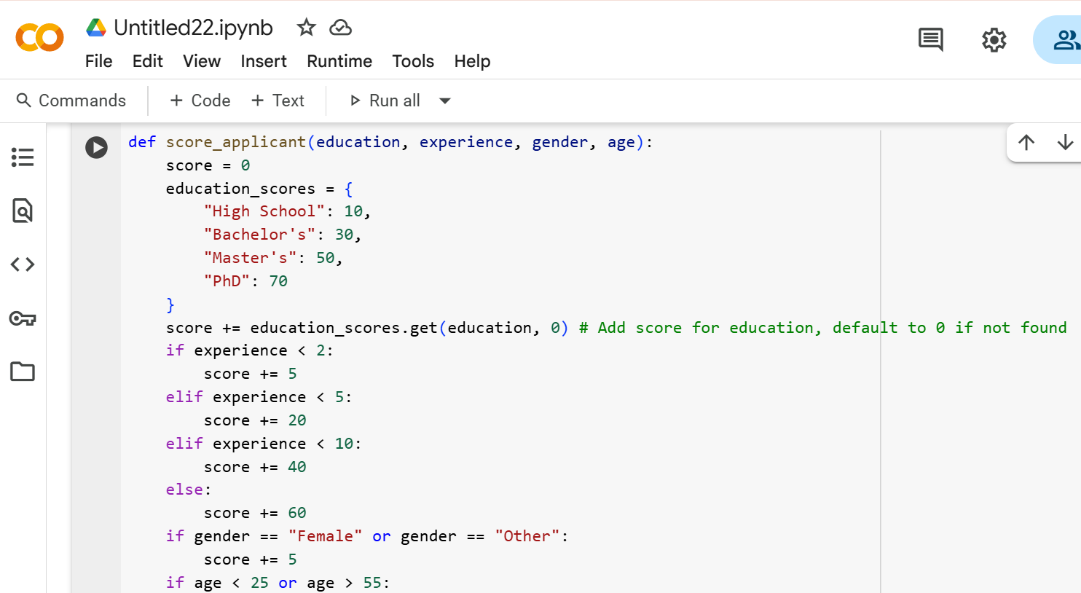 Untitled22.ipynb
File Edit View Insert Runtime Tools Help
Commands + Code + Text Run all
def score_applicant(education, experience, gender, age):
    score = 0
    education_scores = {
        "High School": 10,
        "Bachelor's": 30,
        "Master's": 50,
        "PhD": 70
    }
    score += education_scores.get(education, 0) # Add score for education, default to 0 if not found
    if experience < 2:
        score += 5
    elif experience < 5:
        score += 20
    elif experience < 10:
        score += 40
    else:
        score += 60
    if gender == "Female" or gender == "Other":
        score += 5
    if age < 25 or age > 55: